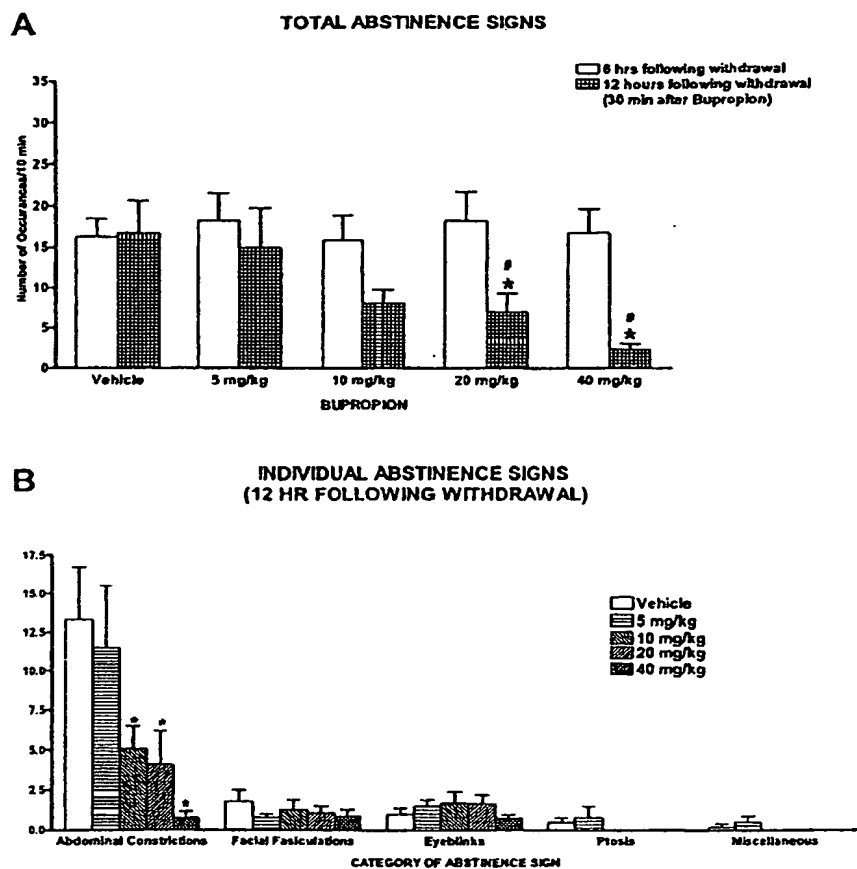 A
TOTAL ABSTINENCE SIGNS
6 hrs following withdrawal
12 hours following withdrawal
(30 min after Bupropion)
Number of Occurances/10 min
35
30
25
20
15
10
5
0
#
*
#
*
Vehicle
5 mg/kg
10 mg/kg
20 mg/kg
40 mg/kg
BUPROPION
B
INDIVIDUAL ABSTINENCE SIGNS
(12 HR FOLLOWING WITHDRAWAL)
17.5
15.0
12.5
10.0
7.5
5.0
2.5
0.0
Vehicle
5 mg/kg
10 mg/kg
20 mg/kg
40 mg/kg
*
*
*
Abdominal Constrictions
Facial Fasiculations
Eyeblinks
Ptosis
Miscellaneous
CATEGORY OF ABSTINENCE SIGN